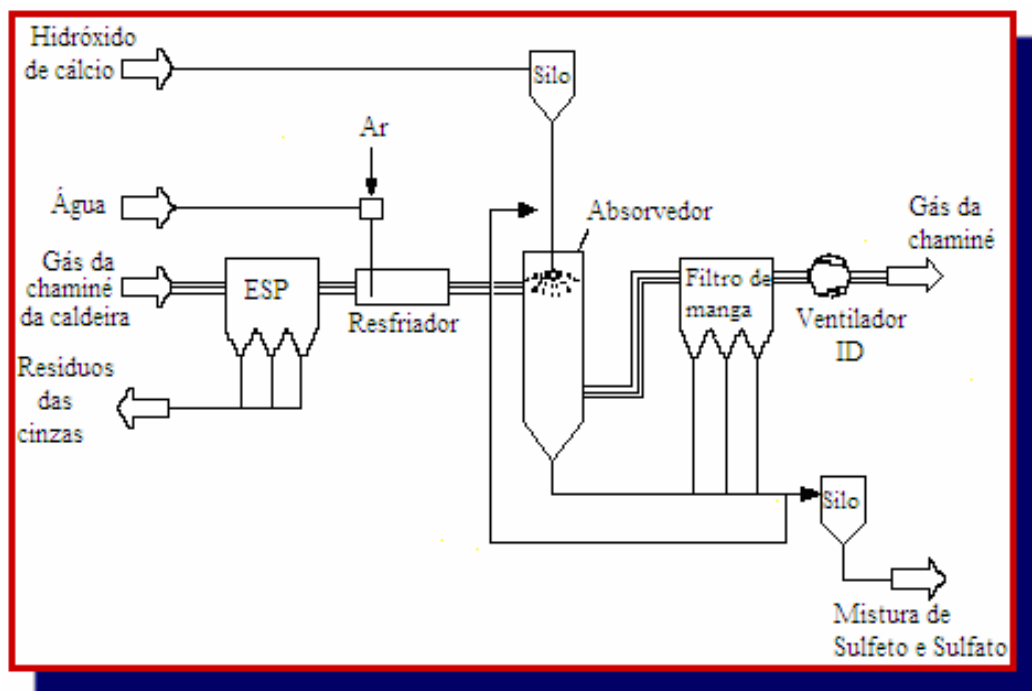 Hidróxido
de cálcio
Silo
Ar
Água
Absorvedor
Gás da
chaminé
Gás da
chaminé
da caldeira
ESP
Resfriador
Filtro de
manga
Ventilador
ID
Resíduos
das
cinzas
Silo
Mistura de
Sulfeto e Sulfato